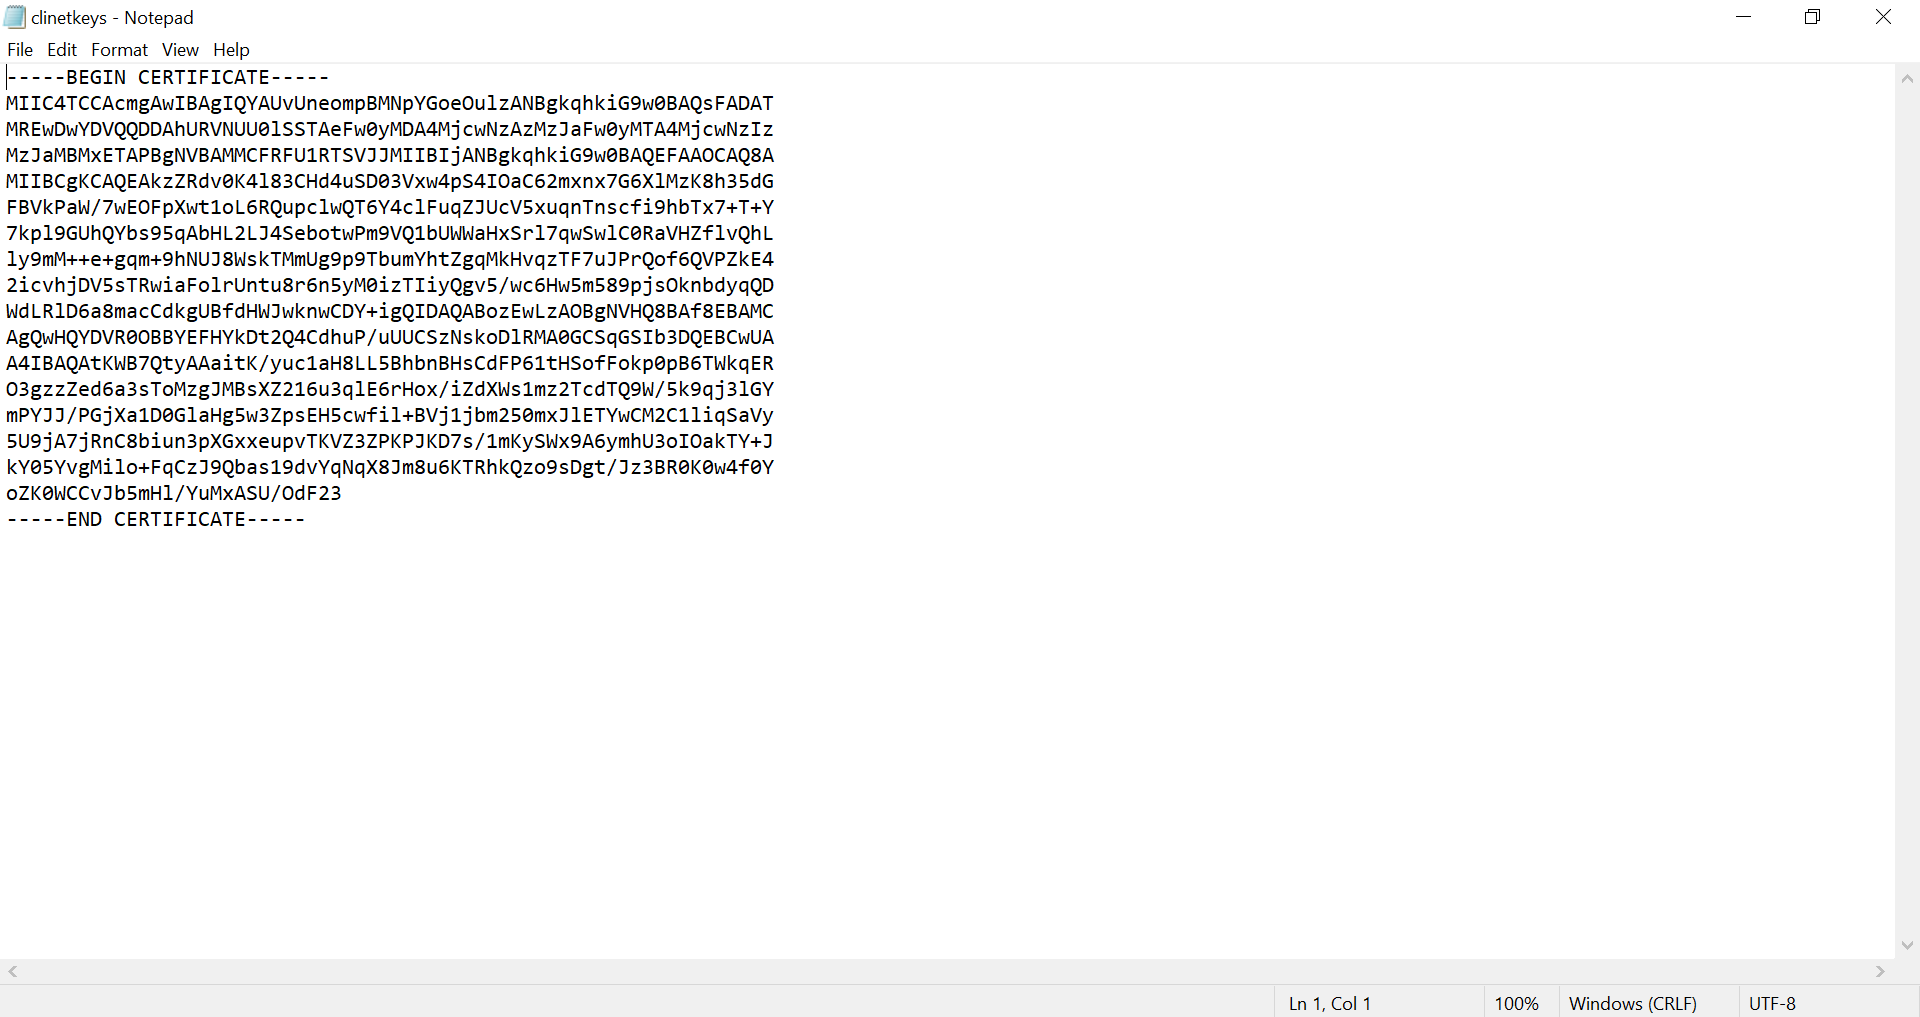 clinetkeys - Notepad
File Edit Format View Help
-----BEGIN CERTIFICATE-----
MIIC4TCCAcmgAwIBAgIQYAUvUneompBMNpYGoeOulzANBgkqhkiG9w0BAQsFADAT
MREwDwYDVQQDDAhURVNUU0lSSTAeFw0yMDA4MjcwNzAzMzJaFw0yMTA4MjcwNzIz
MzJaMBMxETAPBgNVBAMMCFRFU1RTSVJJMIIBIjANBgkqhkiG9w0BAQEFAAOCAQ8A
MIIBCgKCAQEAkzZRdv0K4l83CHd4uSD03Vxw4pS4IOaC62mxnx7G6XlMzK8h35dG
FBVkPaW/7wEOFpXwt1oL6RQupclwQT6Y4clFuqZJUcV5xuqnTnscfi9hbTx7+T+Y
7kpl9GUhQYbs95qAbHL2LJ4SebotwPm9VQ1bUWWaHxSrl7qwSwlC0RaVHZflvQhL
ly9mM++e+gqm+9hNUJ8WskTMmUg9p9TbumYhtZgqMkHvqzTF7uJPrQof6QVPZkE4
2icvhjDV5sTRwiaFolrUntu8r6n5yM0izTIiyQgv5/wc6Hw5m589pjsOknbdyqQD
WdLRlD6a8macCdkgUBfdHWJwknwCDY+igQIDAQABozEwLzAOBgNVHQ8BAf8EBAMC
AgQwHQYDVR0OBBYEFHYkDt2Q4CdhuP/uUUCSzNskoDlRMA0GCSqGSIb3DQEBCwUA
A4IBAQAtKWB7QtyAAaitK/yuc1aH8LL5BhbnBHsCdFP61tHSofFokp0pB6TWkqER
O3gzzZed6a3sToMzgJMBsXZ216u3qlE6rHox/iZdXWs1mz2TcdTQ9W/5k9qj3lGY
mPYJJ/PGjXa1D0GlaHg5w3ZpsEH5cwfil+BVj1jbm250mxJlETYwCM2C1liqSaVy
5U9jA7jRnC8biun3pXGxxeupvTKVZ3ZPKPJKD7s/1mKySWx9A6ymhU3oIOakTY+J
kY05YvgMilo+FqCzJ9Qbas19dvYqNqX8Jm8u6KTRhkQzo9sDgt/Jz3BR0K0w4f0Y
oZK0WCCvJb5mHl/YuMxASU/OdF23
-----END CERTIFICATE-----
Ln 1, Col 1 100% Windows (CRLF) UTF-8